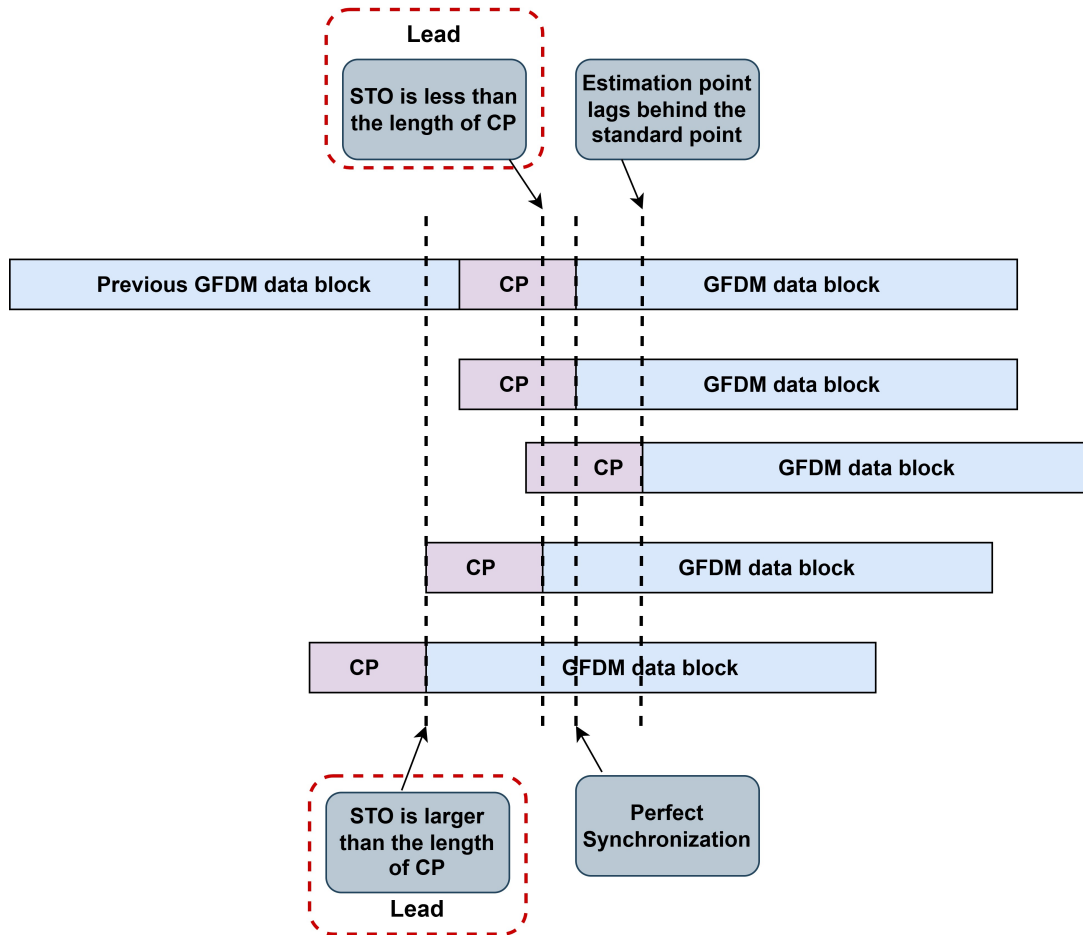 Lead
STO is less than
the length of CP
Estimation point
lags behind the
standard point
Previous GFDM data block
CP
GFDM data block
CP
GFDM data block
CP
GFDM data block
CP
GFDM data block
CP
GFDM data block
STO is larger
than the length
of CP
Lead
Perfect
Synchronization